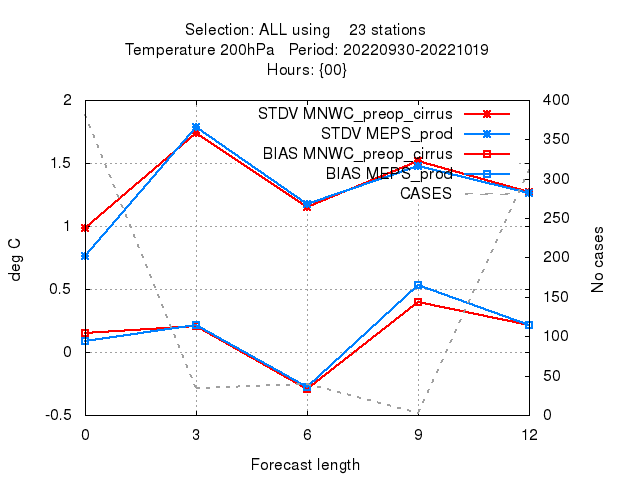 Selection: ALL using 23 stations
Temperature 200hPa Period: 20220930-20221019
Hours: {00}
STDV MNWC_preop_cirrus
STDV MEPS_prod
BIAS MNWC_preop_cirrus
BIAS MEPS_prod
CASES
2
1.5
1
0.5
0
-0.5
deg C
400
350
300
250
200
150
100
50
0
No cases
0 3 6 9 12
Forecast length